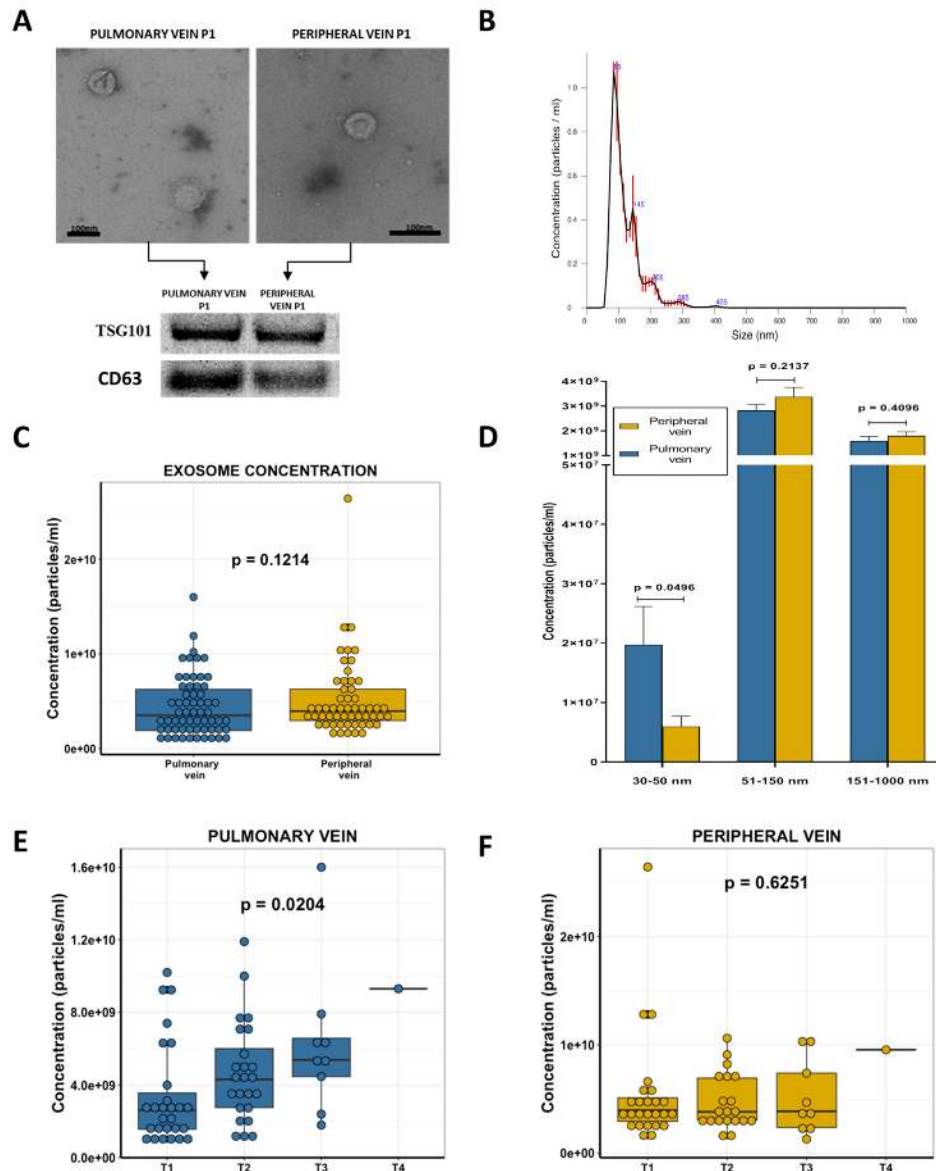 A
PULMONARY VEIN P1
PERIPHERAL VEIN P1
100nm
100nm
PULMONARY VEIN
P1
PERIPHERAL
VEIN P1
TSG101
CD63
B
Concentration (particles / ml)
1.0
0.8
0.6
0.4
0.2
0
85
145
205
285
405
0
100
200
300
400
500
600
700
800
900
1000
Size (nm)
C
EXOSOME CONCENTRATION
Concentration (particles/ml)
2e+10
1e+10
0e+00
p = 0.1214
Pulmonary
vein
Peripheral
vein
D
Concentration (particles/ml)
4×10⁹
3×10⁹
2×10⁹
1×10⁹
5×10⁷
4×10⁷
3×10⁷
2×10⁷
1×10⁷
0
Peripheral
vein
Pulmonary
vein
p = 0.2137
p = 0.4096
p = 0.0496
30-50 nm
51-150 nm
151-1000 nm
E
PULMONARY VEIN
Concentration (particles/ml)
1.6e+10
1.2e+10
8.0e+09
4.0e+09
0.0e+00
p = 0.0204
T1
T2
T3
T4
F
PERIPHERAL VEIN
Concentration (particles/ml)
2e+10
1e+10
0e+00
p = 0.6251
T1
T2
T3
T4